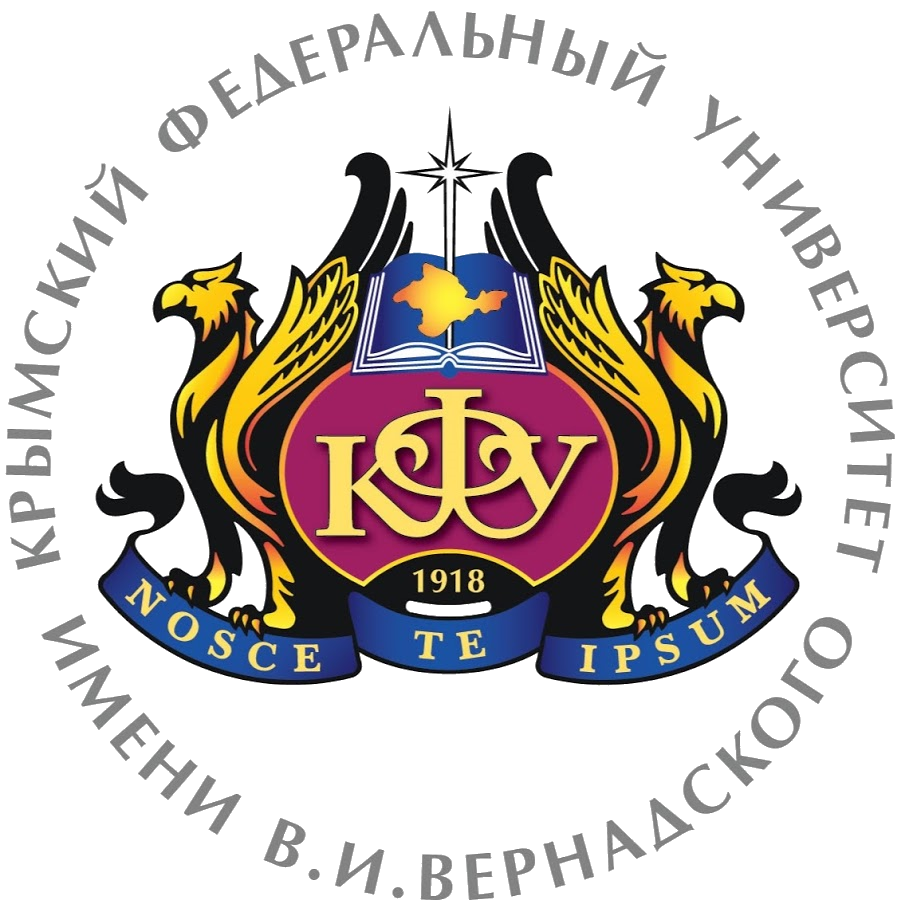 КРЫМСКИЙ ФЕДЕРАЛЬНЫЙ УНИВЕРСИТЕТ
ИМЕНИ В.И.ВЕРНАДСКОГО
КФУ
1918
NOSCE TE IPSUM